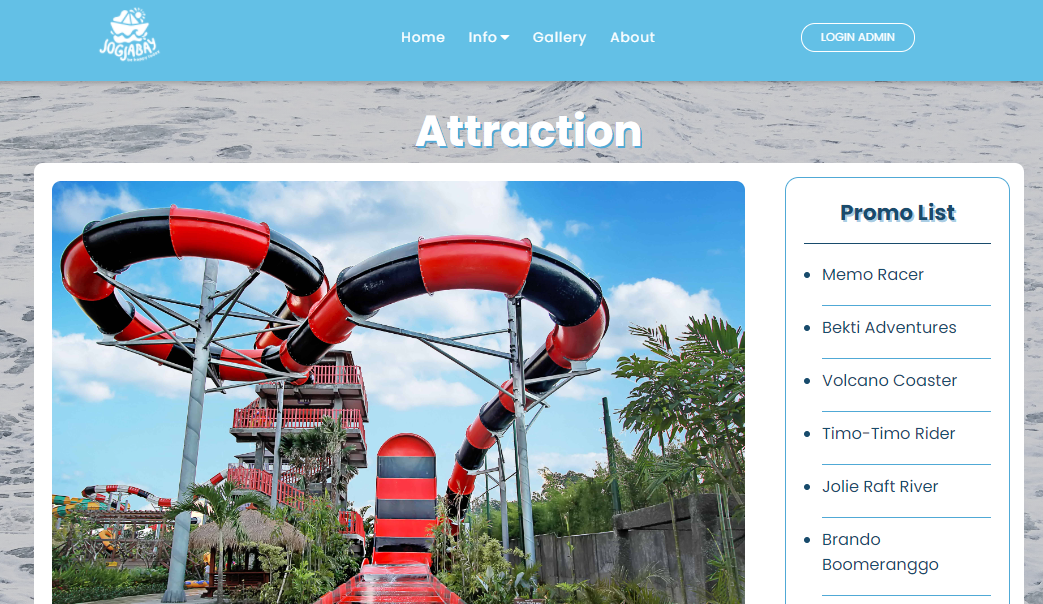 JOGJABAY
Home
Info
Gallery
About
LOGIN ADMIN
Attraction
Promo List
Memo Racer
Bekti Adventures
Volcano Coaster
Timo-Timo Rider
Jolie Raft River
Brando
Boomeranggo